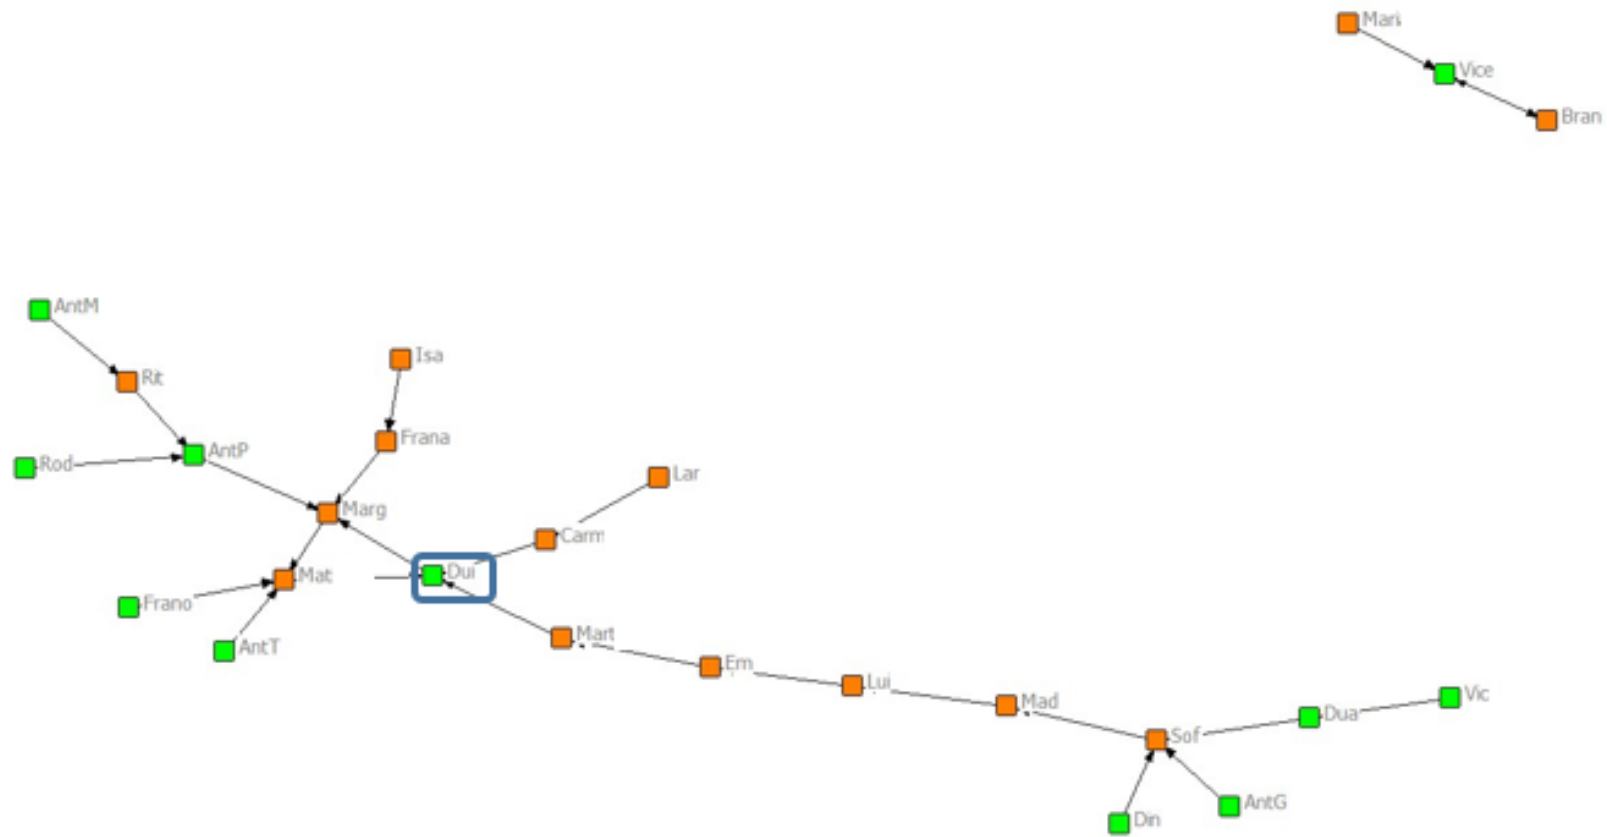 Mari
Vice
Bran
AntM
Isa
Rit
Frana
AntP
Rod
Lar
Marg
Carm
Dui
Mat
Frano
Mart
AntT
Em
Lui
Mad
Vic
Dua
Sof
AntG
Din